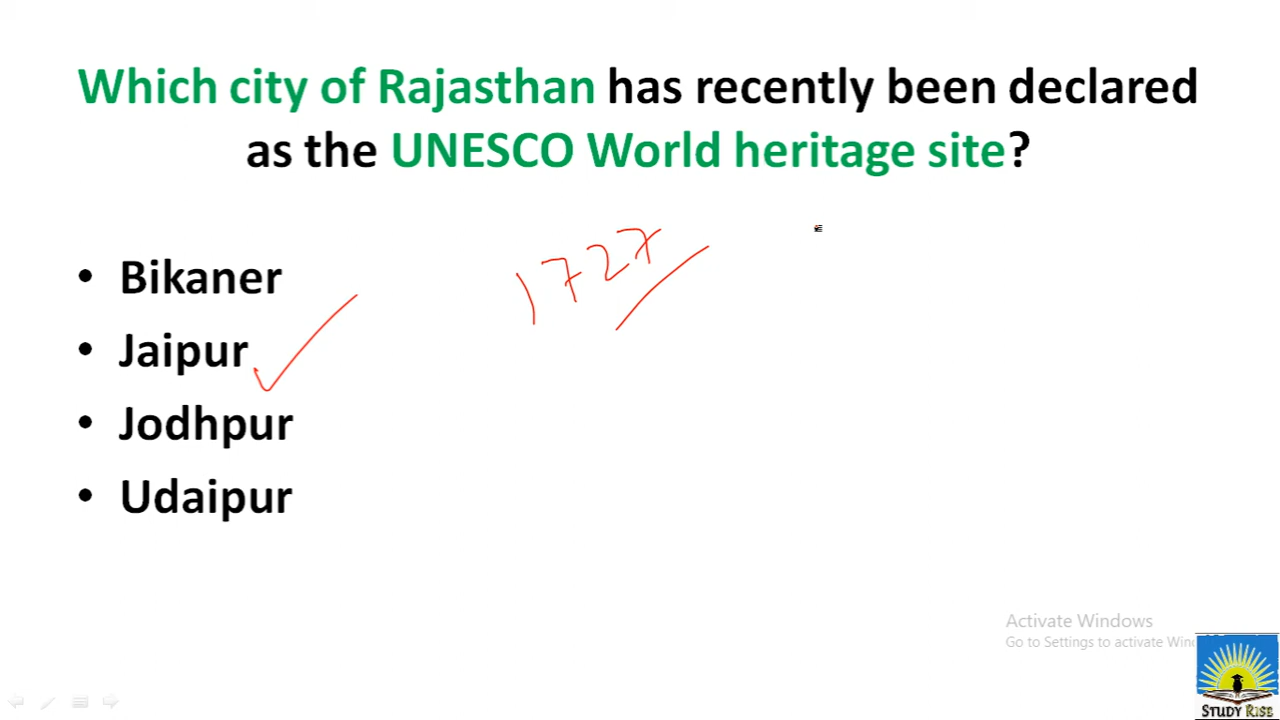 Which city of Rajasthan has recently been declared
as the UNESCO World heritage site?
• Bikaner
1727
• Jaipur
• Jodhpur
• Udaipur
Activate Windows
Go to Settings to activate
STUDY RISE